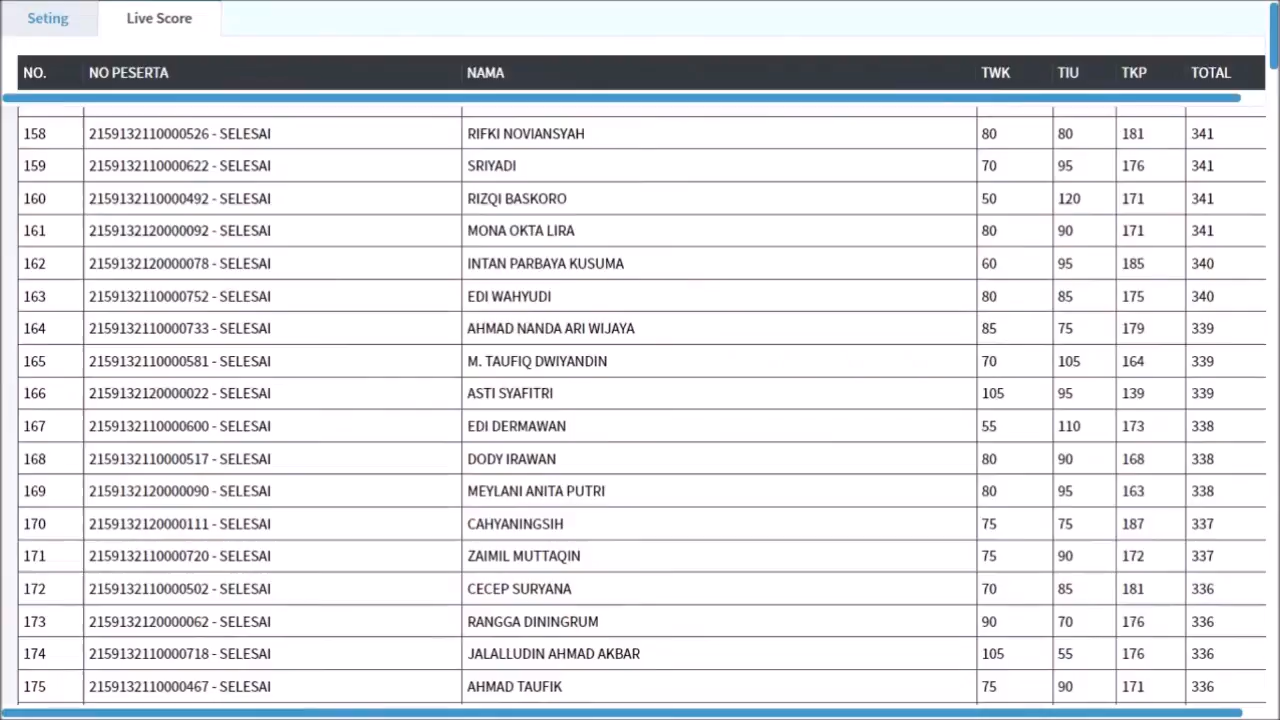 Seting Live Score
NO. NO PESERTA NAMA TWK TIU TKP TOTAL
158 2159132110000526 - SELESAI RIFKI NOVIANSYAH 80 80 181 341
159 2159132110000622 - SELESAI SRIYADI 70 95 176 341
160 2159132110000492 - SELESAI RIZQI BASKORO 50 120 171 341
161 2159132120000092 - SELESAI MONA OKTA LIRA 80 90 171 341
162 2159132120000078 - SELESAI INTAN PARBAYA KUSUMA 60 95 185 340
163 2159132110000752 - SELESAI EDI WAHYUDI 80 85 175 340
164 2159132110000733 - SELESAI AHMAD NANDA ARI WIJAYA 85 75 179 339
165 2159132110000581 - SELESAI M. TAUFIQ DWIYANDIN 70 105 164 339
166 2159132120000022 - SELESAI ASTI SYAFITRI 105 95 139 339
167 2159132110000600 - SELESAI EDI DERMAWAN 55 110 173 338
168 2159132110000517 - SELESAI DODY IRAWAN 80 90 168 338
169 2159132120000090 - SELESAI MEYLANI ANITA PUTRI 80 95 163 338
170 2159132120000111 - SELESAI CAHYANINGSIH 75 75 187 337
171 2159132110000720 - SELESAI ZAIMIL MUTTAQIN 75 90 172 337
172 2159132110000502 - SELESAI CECEP SURYANA 70 85 181 336
173 2159132120000062 - SELESAI RANGGA DININGRUM 90 70 176 336
174 2159132110000718 - SELESAI JALALLUDIN AHMAD AKBAR 105 55 176 336
175 2159132110000467 - SELESAI AHMAD TAUFIK 75 90 171 336